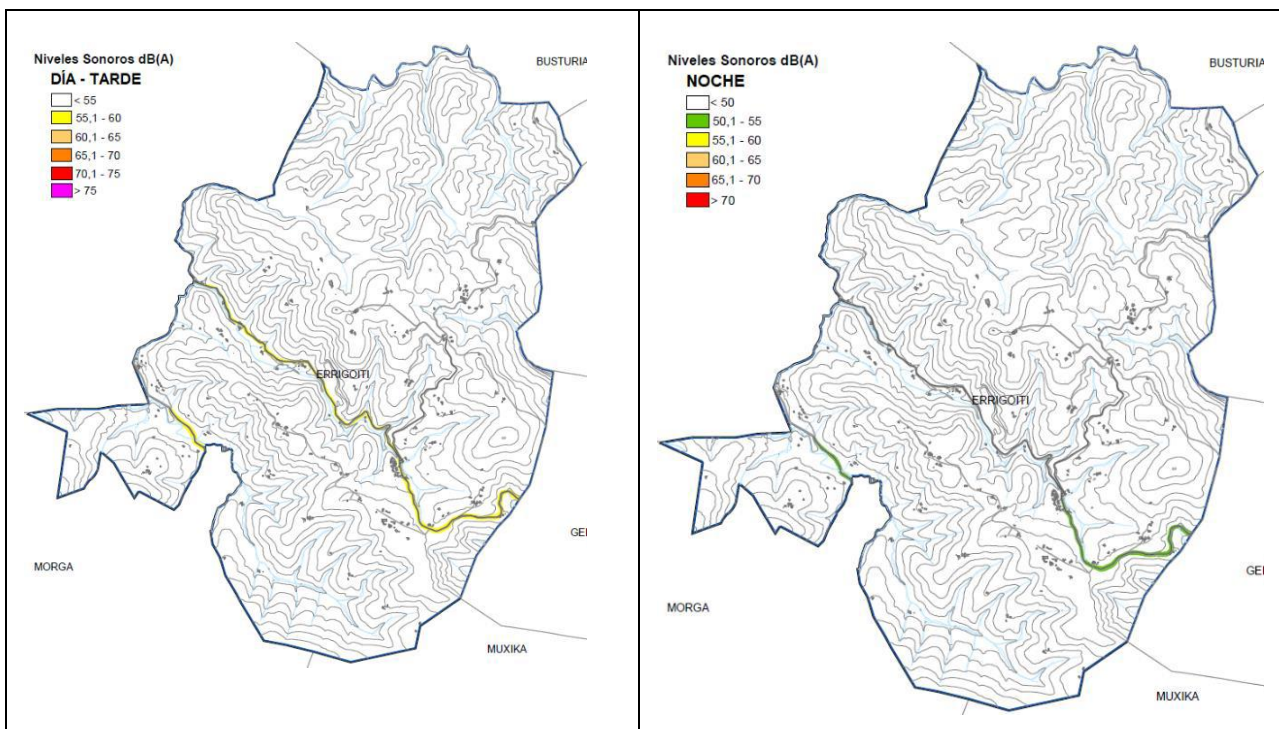 Niveles Sonoros dB(A)
DÍA - TARDE
< 55
55,1 - 60
60,1 - 65
65,1 - 70
70,1 - 75
> 75
BUSTURIA
ERRIGOITI
GEI
MORGA
MUXIKA
Niveles Sonoros dB(A)
NOCHE
< 50
50,1 - 55
55,1 - 60
60,1 - 65
65,1 - 70
> 70
BUSTURIA
ERRIGOITI
GEI
MORGA
MUXIKA